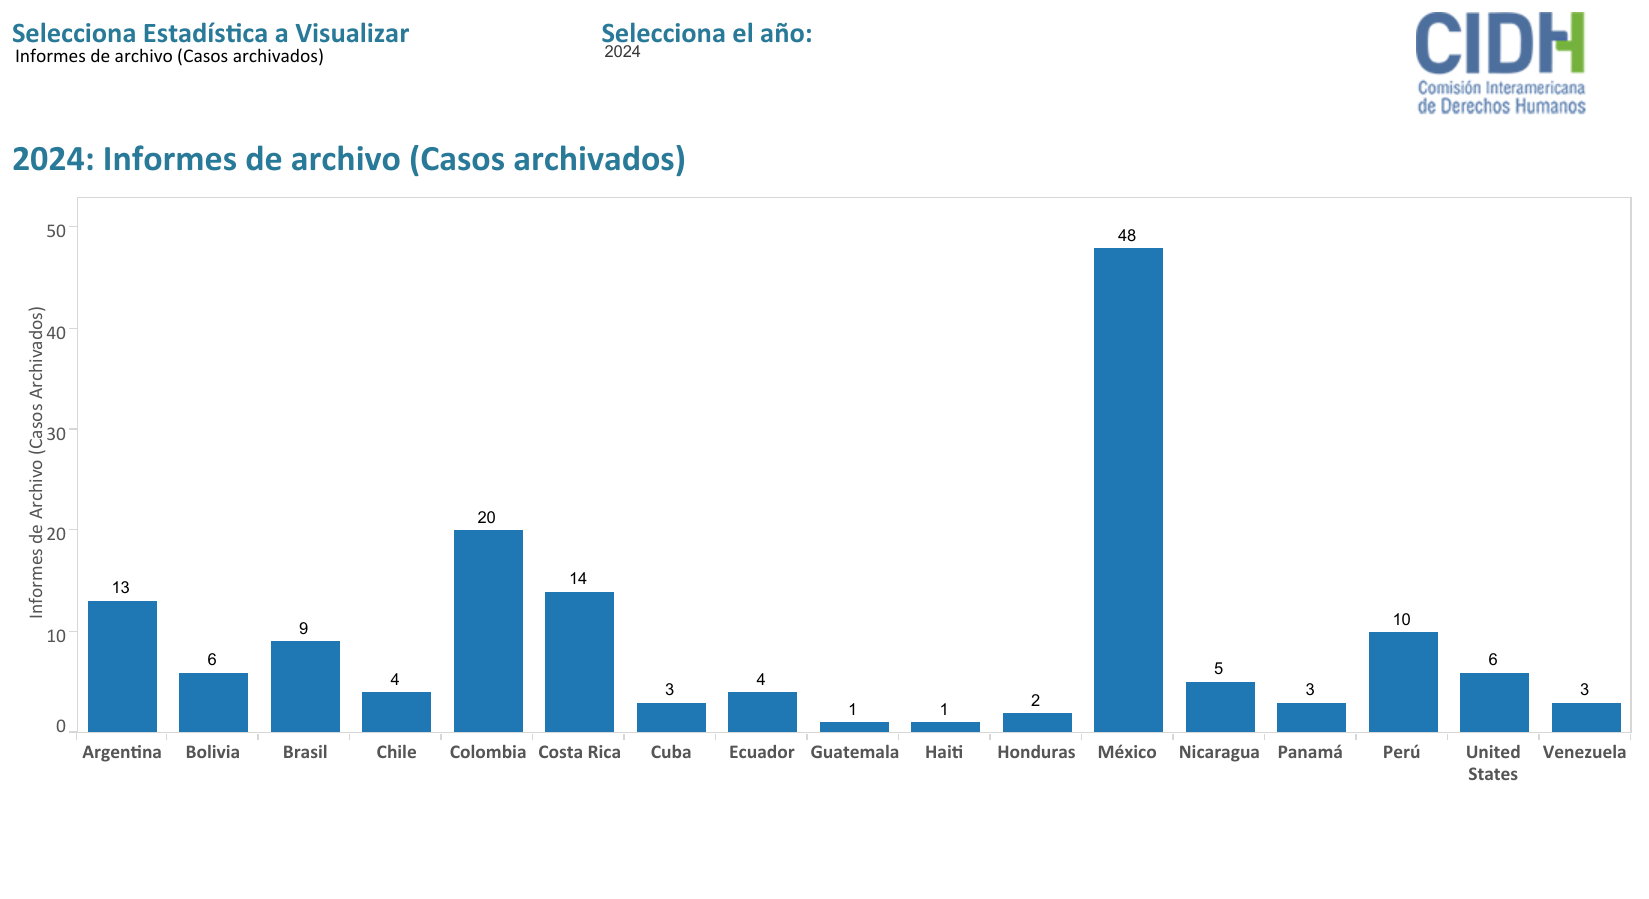 Selecciona Estadística a Visualizar
Informes de archivo (Casos archivados)
Selecciona el año:
2024
CIDH
Comisión Interamericana
de Derechos Humanos
2024: Informes de archivo (Casos archivados)
Informes de Archivo (Casos Archivados)
50
40
30
20
10
0
13
6
9
4
20
14
3
4
1
1
2
48
5
3
10
6
3
Argentina
Bolivia
Brasil
Chile
Colombia
Costa Rica
Cuba
Ecuador
Guatemala
Haiti
Honduras
México
Nicaragua
Panamá
Perú
United
States
Venezuela